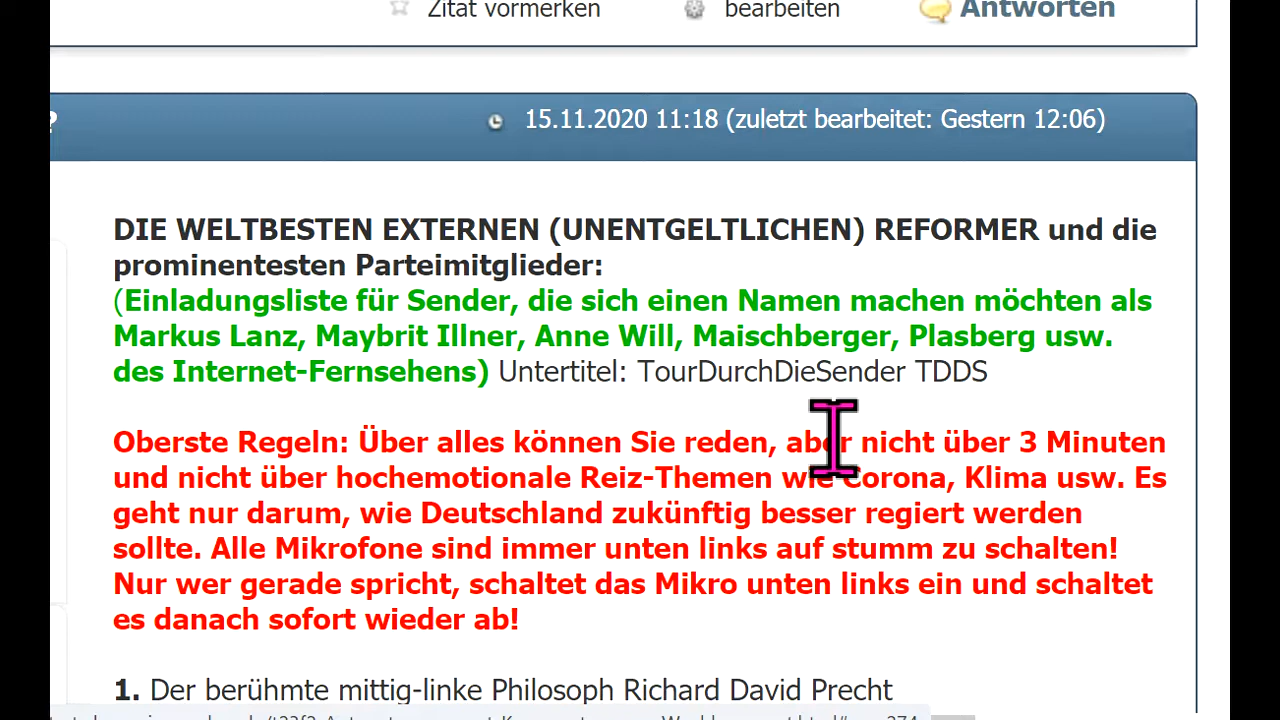 Zitat vormerken bearbeiten Antworten
? 15.11.2020 11:18 (zuletzt bearbeitet: Gestern 12:06)
DIE WELTBESTEN EXTERNEN (UNENTGELTLICHEN) REFORMER und die
prominentesten Parteimitglieder:
(Einladungsliste für Sender, die sich einen Namen machen möchten als
Markus Lanz, Maybrit Illner, Anne Will, Maischberger, Plasberg usw.
des Internet-Fernsehens) Untertitel: TourDurchDieSender TDDS
Oberste Regeln: Über alles können Sie reden, aber nicht über 3 Minuten
und nicht über hochemotionale Reiz-Themen wie Corona, Klima usw. Es
geht nur darum, wie Deutschland zukünftig besser regiert werden
sollte. Alle Mikrofone sind immer unten links auf stumm zu schalten!
Nur wer gerade spricht, schaltet das Mikro unten links ein und schaltet
es danach sofort wieder ab!
1. Der berühmte mittig-linke Philosoph Richard David Precht